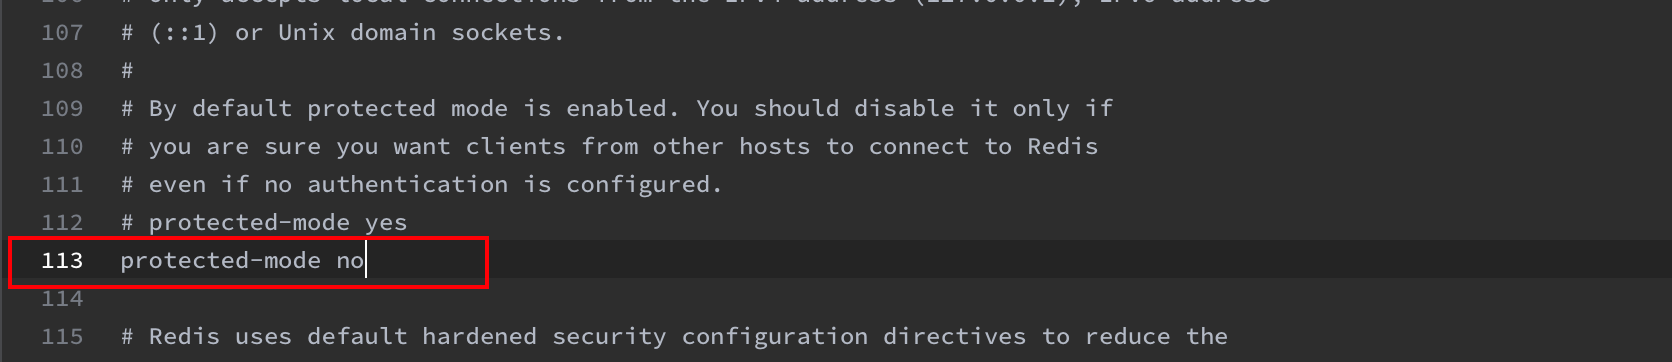 107 # (::1) or Unix domain sockets.
108 #
109 # By default protected mode is enabled. You should disable it only if
110 # you are sure you want clients from other hosts to connect to Redis
111 # even if no authentication is configured.
112 # protected-mode yes
113 protected-mode no
114
115 # Redis uses default hardened security configuration directives to reduce the